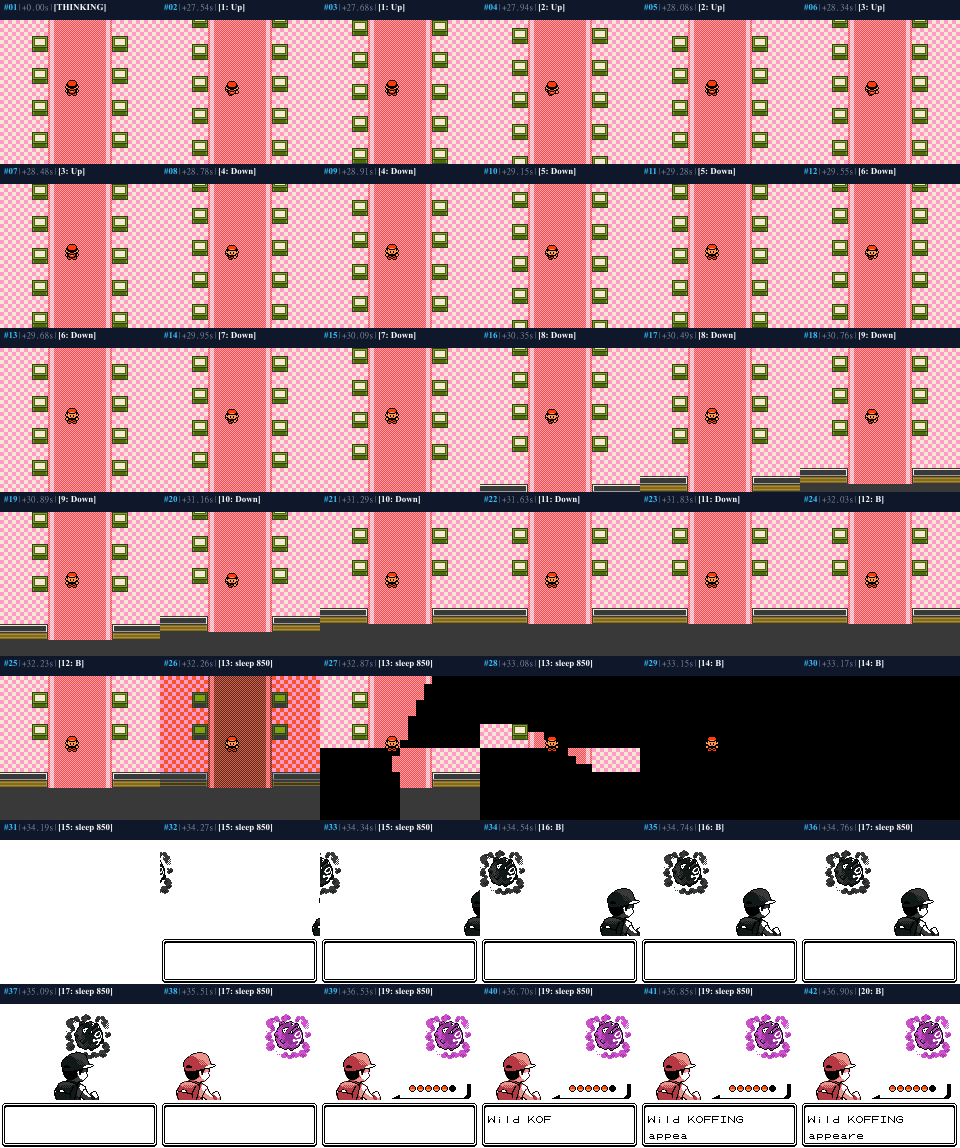 #01|+0.00s|[THINKING] #02|+27.54s|[1: Up] #03|+27.68s|[1: Up] #04|+27.94s|[2: Up] #05|+28.08s|[2: Up] #06|+28.34s|[3: Up]
#07|+28.48s|[3: Up] #08|+28.78s|[4: Down] #09|+28.91s|[4: Down] #10|+29.15s|[5: Down] #11|+29.28s|[5: Down] #12|+29.55s|[6: Down]
#13|+29.68s|[6: Down] #14|+29.95s|[7: Down] #15|+30.09s|[7: Down] #16|+30.35s|[8: Down] #17|+30.49s|[8: Down] #18|+30.76s|[9: Down]
#19|+30.89s|[9: Down] #20|+31.16s|[10: Down] #21|+31.29s|[10: Down] #22|+31.63s|[11: Down] #23|+31.83s|[11: Down] #24|+32.03s|[12: B]
#25|+32.23s|[12: B] #26|+32.26s|[13: sleep 850] #27|+32.87s|[13: sleep 850] #28|+33.08s|[13: sleep 850] #29|+33.15s|[14: B] #30|+33.17s|[14: B]
#31|+34.19s|[15: sleep 850] #32|+34.27s|[15: sleep 850] #33|+34.34s|[15: sleep 850] #34|+34.54s|[16: B] #35|+34.74s|[16: B] #36|+34.76s|[17: sleep 850]
#37|+35.09s|[17: sleep 850] #38|+35.51s|[17: sleep 850] #39|+36.53s|[19: sleep 850] #40|+36.70s|[19: sleep 850] #41|+36.85s|[19: sleep 850] #42|+36.90s|[20: B]
Wild KOF Wild KOFFING Wild KOFFING
appea appeare